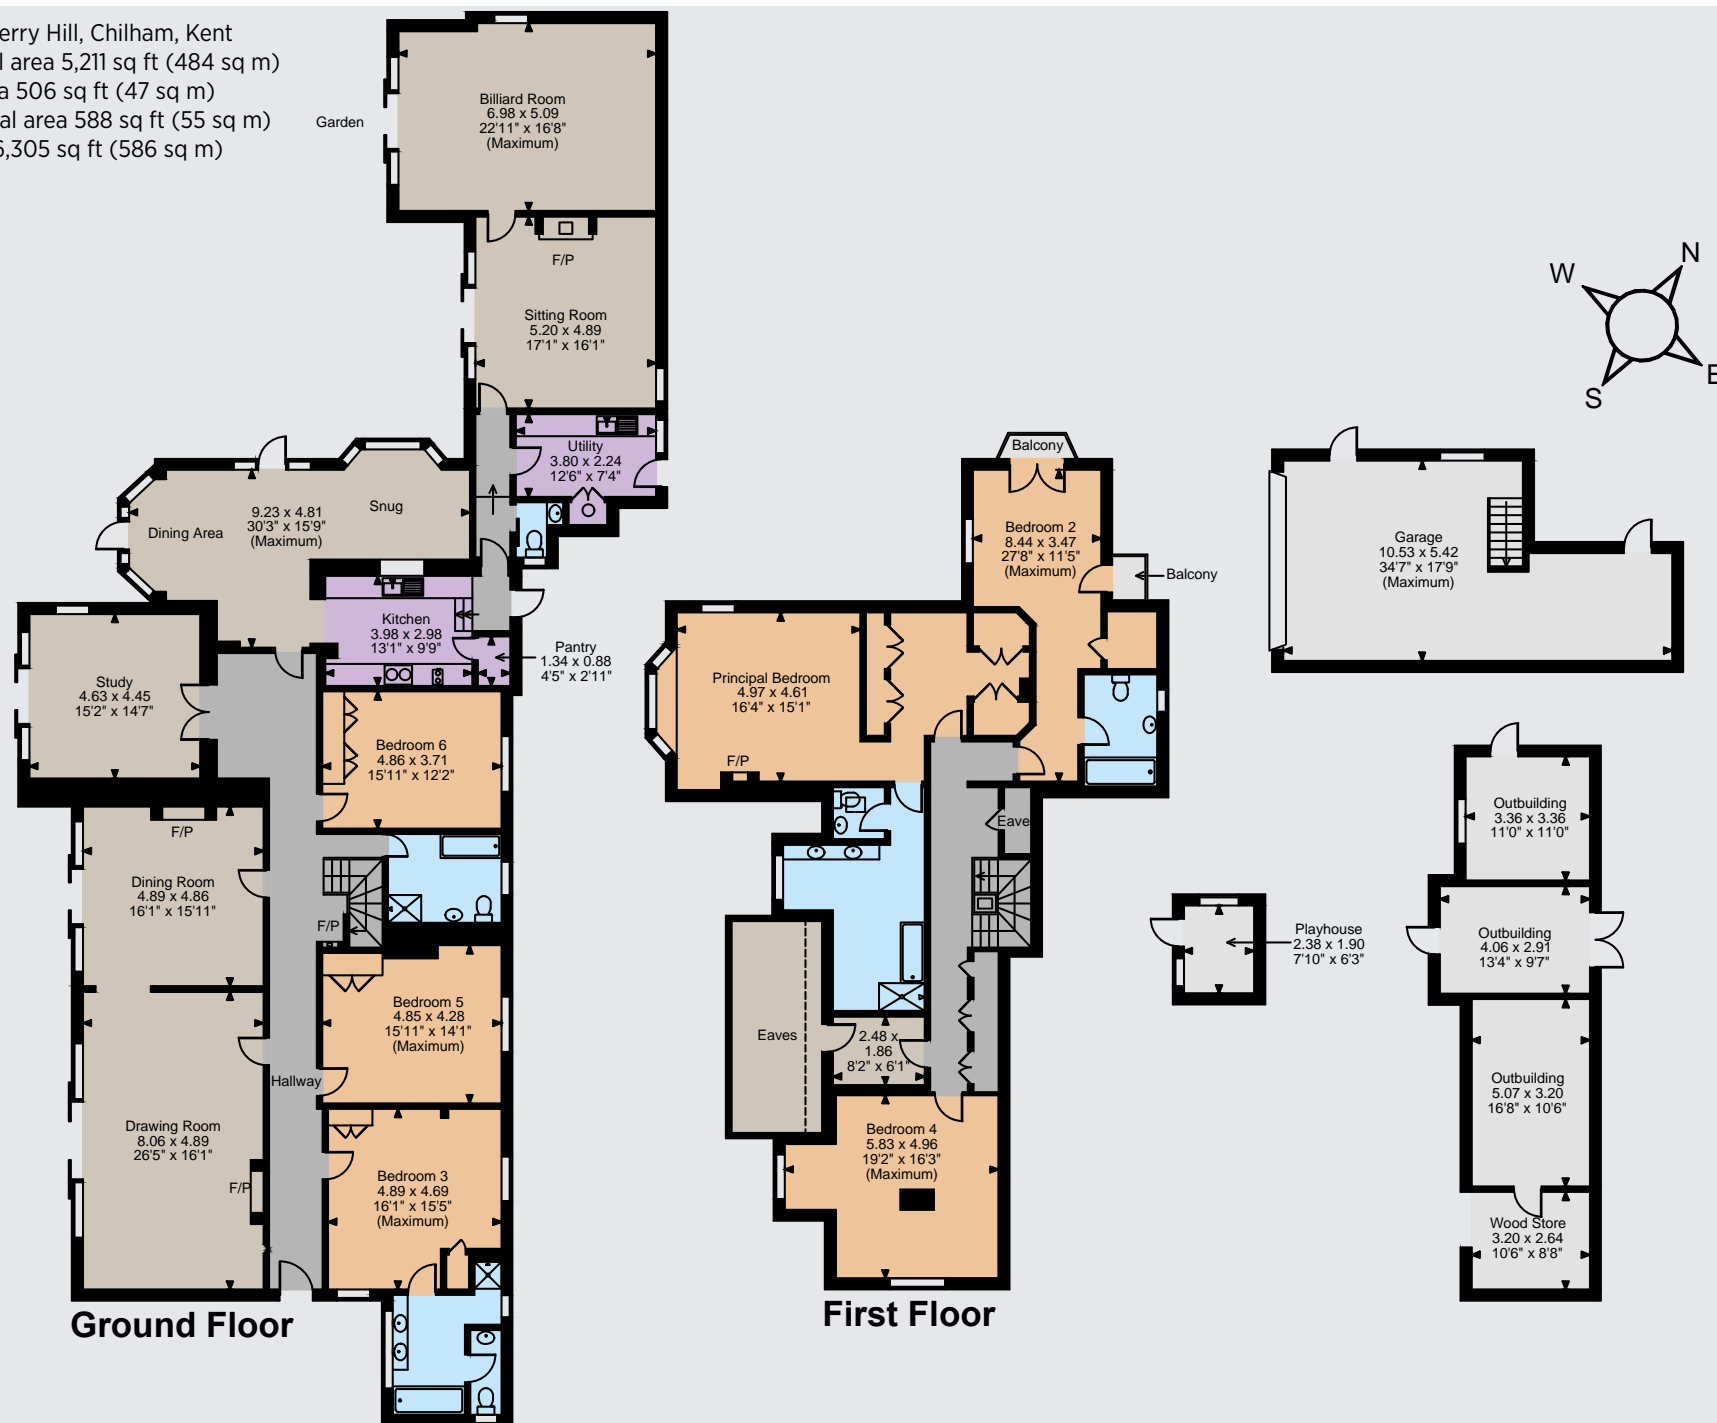 erry Hill, Chilham, Kent
l area 5,211 sq ft (484 sq m)
a 506 sq ft (47 sq m)
al area 588 sq ft (55 sq m)
6,305 sq ft (586 sq m)
Garden
Billiard Room
6.98 x 5.09
22'11" x 16'8"
(Maximum)
F/P
Sitting Room
5.20 x 4.89
17'1" x 16'1"
Utility
3.80 x 2.24
12'6" x 7'4"
Snug
9.23 x 4.81
30'3" x 15'9"
(Maximum)
Dining Area
Kitchen
3.98 x 2.98
13'1" x 9'9"
Pantry
1.34 x 0.88
4'5" x 2'11"
Study
4.63 x 4.45
15'2" x 14'7"
Bedroom 6
4.86 x 3.71
15'11" x 12'2"
F/P
Dining Room
4.89 x 4.86
16'1" x 15'11"
F/P
Bedroom 5
4.85 x 4.28
15'11" x 14'1"
(Maximum)
Hallway
Drawing Room
8.06 x 4.89
26'5" x 16'1"
F/P
Bedroom 3
4.89 x 4.69
16'1" x 15'5"
(Maximum)
Ground Floor
Balcony
Bedroom 2
8.44 x 3.47
27'8" x 11'5"
(Maximum)
Balcony
Principal Bedroom
4.97 x 4.61
16'4" x 15'1"
F/P
Eave
Eaves
2.48 x
1.86
8'2" x 6'1"
Bedroom 4
5.83 x 4.96
19'2" x 16'3"
(Maximum)
First Floor
N
W
E
S
Garage
10.53 x 5.42
34'7" x 17'9"
(Maximum)
Outbuilding
3.36 x 3.36
11'0" x 11'0"
Playhouse
2.38 x 1.90
7'10" x 6'3"
Outbuilding
4.06 x 2.91
13'4" x 9'7"
Outbuilding
5.07 x 3.20
16'8" x 10'6"
Wood Store
3.20 x 2.64
10'6" x 8'8"